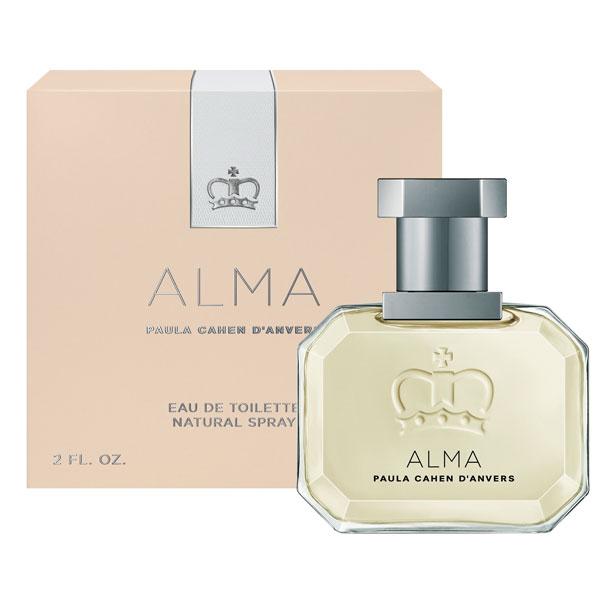 ALMA
PAULA CAHEN D'ANVERS
EAU DE TOILETTE
NATURAL SPRAY
2 FL. OZ.
ALMA
PAULA CAHEN D'ANVERS